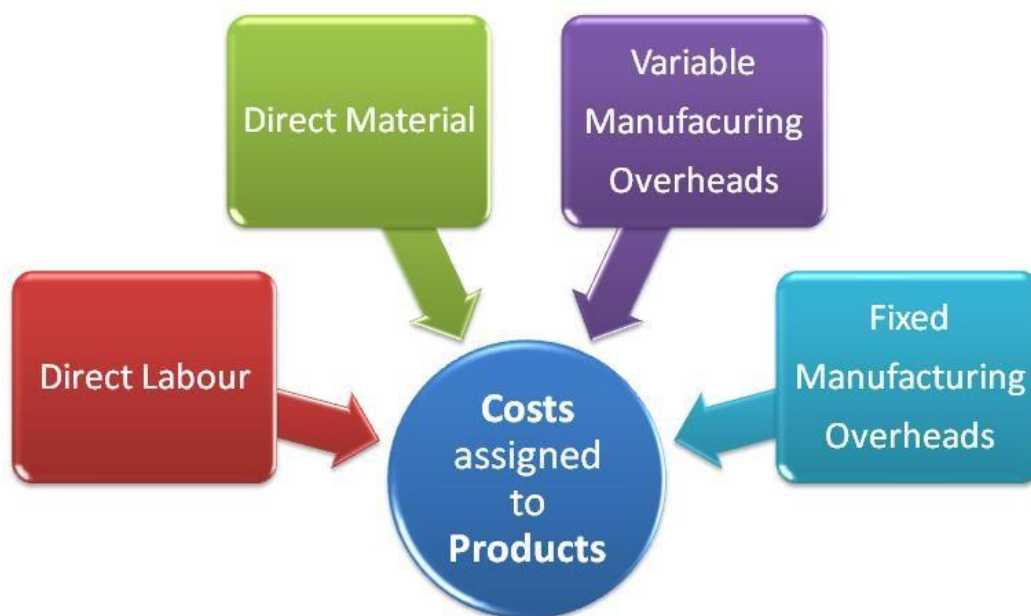 Direct Material
Variable
Manufacuring
Overheads
Direct Labour
Fixed
Manufacturing
Overheads
Costs
assigned
to
Products